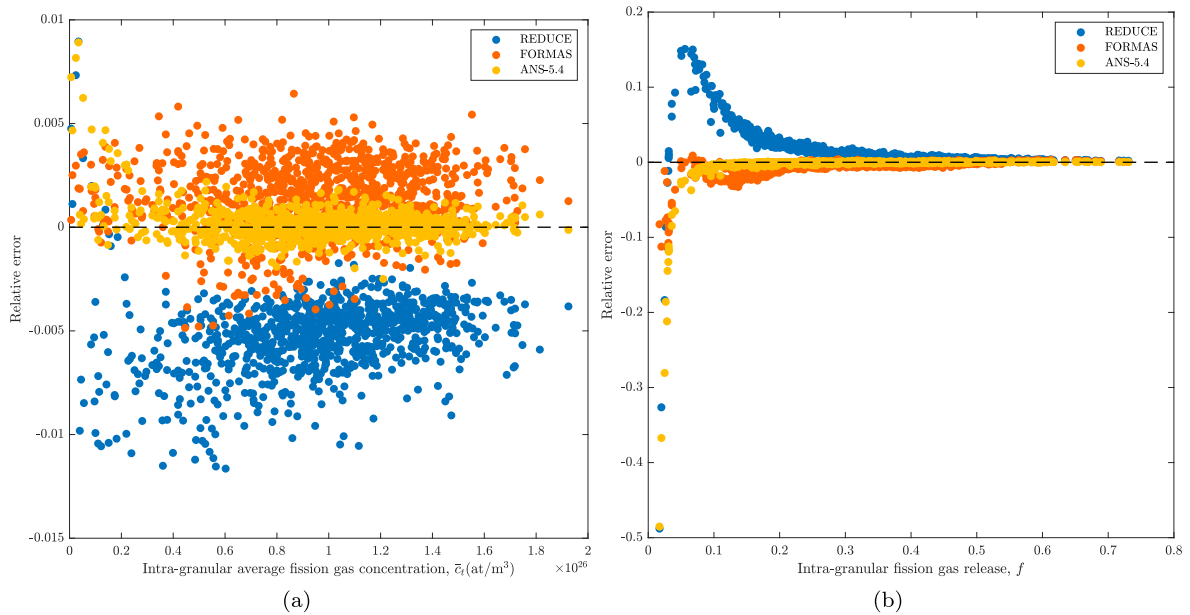 0.01
0.005
0
-0.005
-0.01
-0.015
Relative error
REDUCE
FORMAS
ANS-5.4
0 0.2 0.4 0.6 0.8 1 1.2 1.4 1.6 1.8 2
×10²⁶
Intra-granular average fission gas concentration, c̄ₜ(at/m³)
(a)
0.2
0.1
0
-0.1
-0.2
-0.3
-0.4
-0.5
Relative error
REDUCE
FORMAS
ANS-5.4
0 0.1 0.2 0.3 0.4 0.5 0.6 0.7 0.8
Intra-granular fission gas release, f
(b)